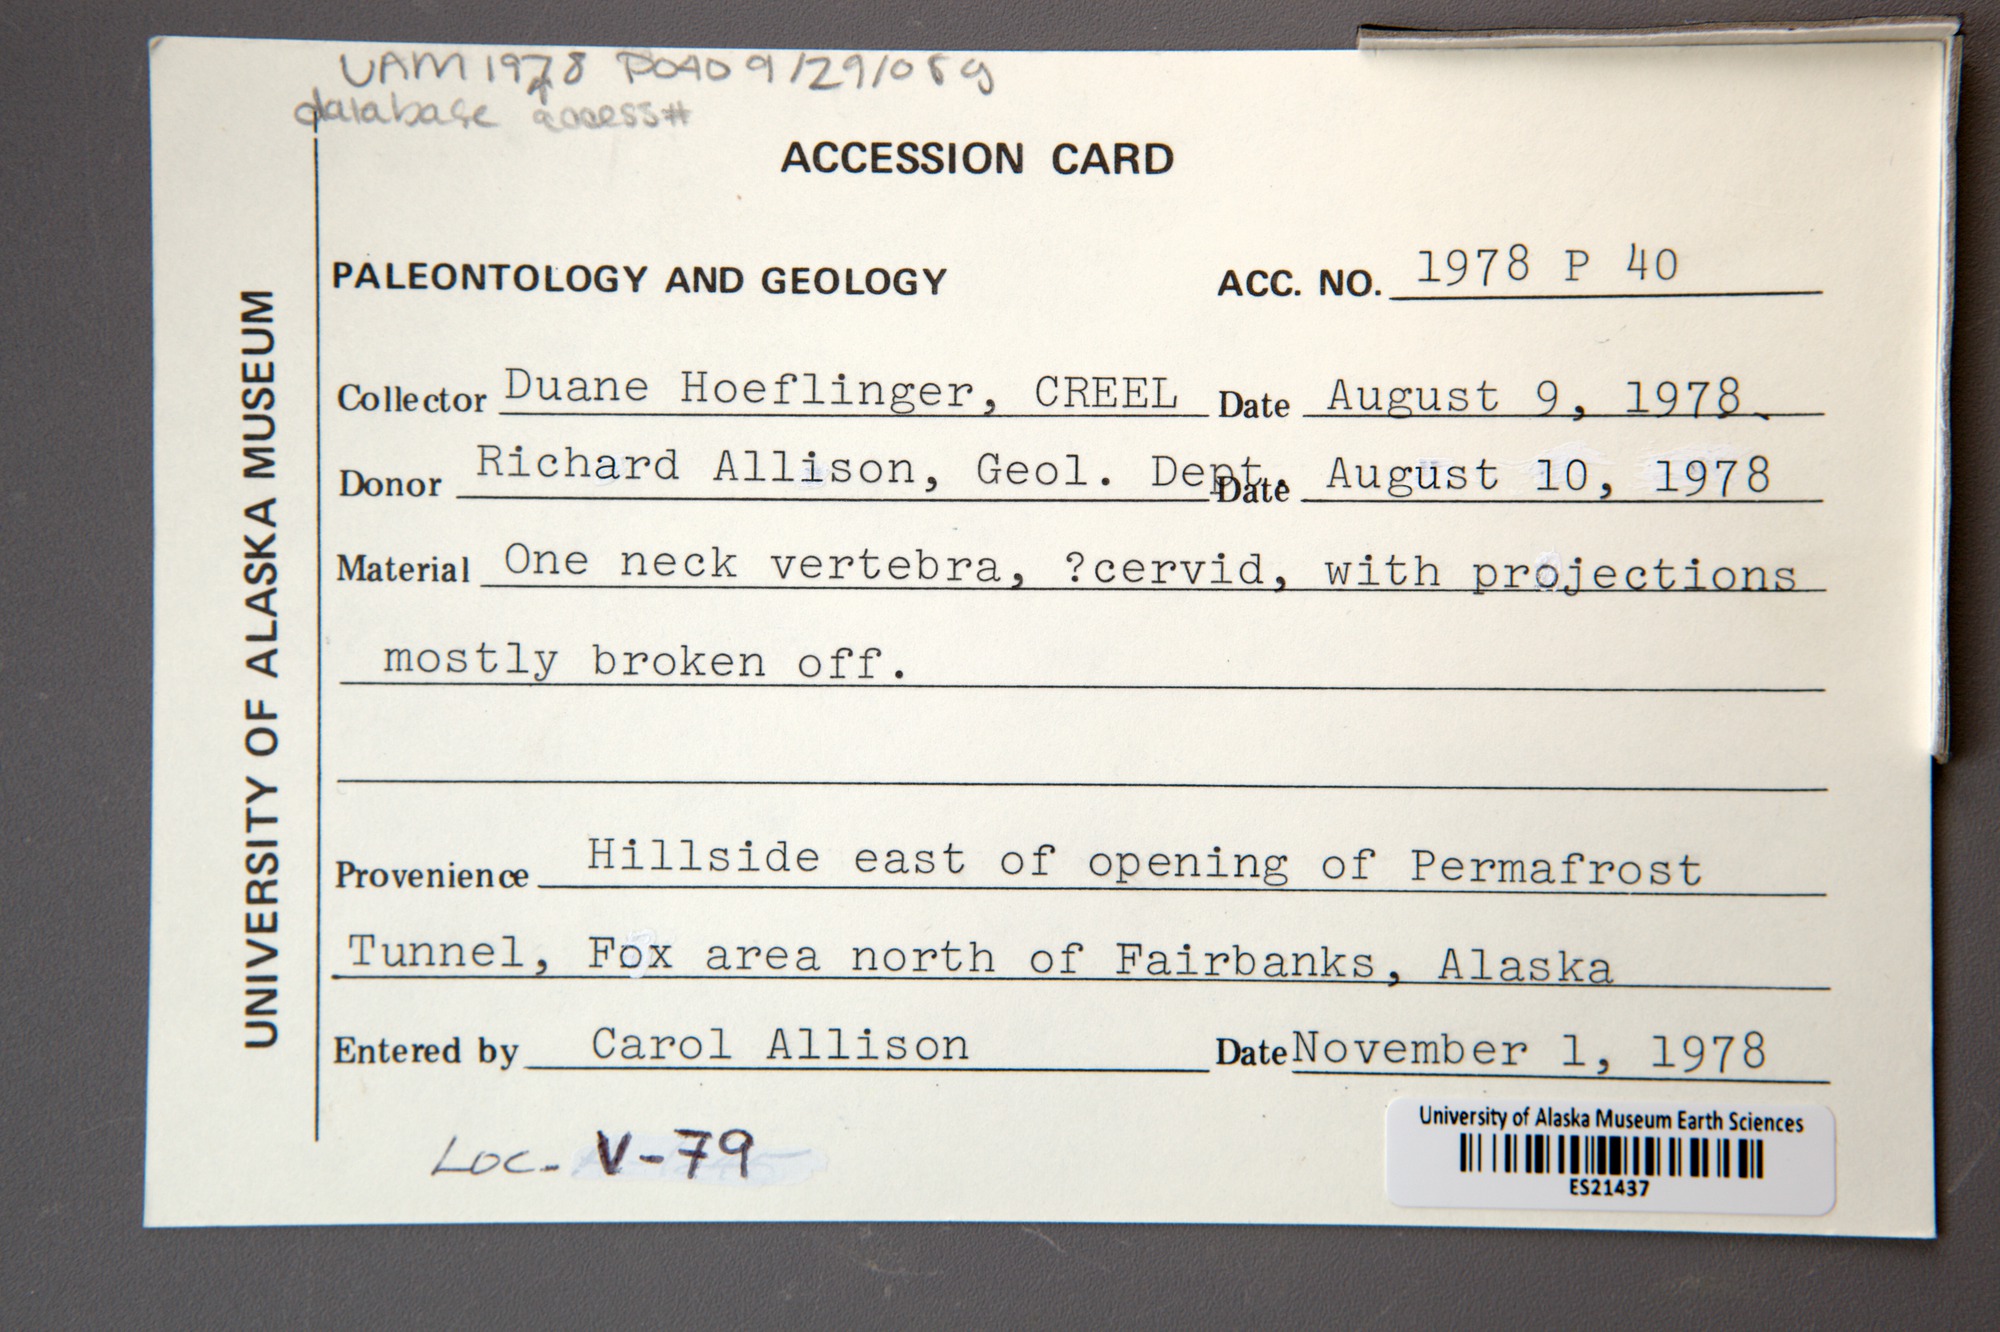 UAM 1978 P040 9/29/08 g
database access#
ACCESSION CARD
UNIVERSITY OF ALASKA MUSEUM
PALEONTOLOGY AND GEOLOGY ACC. NO. 1978 P 40
Collector Duane Hoeflinger, CREEL Date August 9, 1978
Donor Richard Allison, Geol. Dept. Date August 10, 1978
Material One neck vertebra, ?cervid, with projections
mostly broken off.
Provenience Hillside east of opening of Permafrost
Tunnel, Fox area north of Fairbanks, Alaska
Entered by Carol Allison Date November 1, 1978
Loc- V-79
University of Alaska Museum Earth Sciences
ES21437